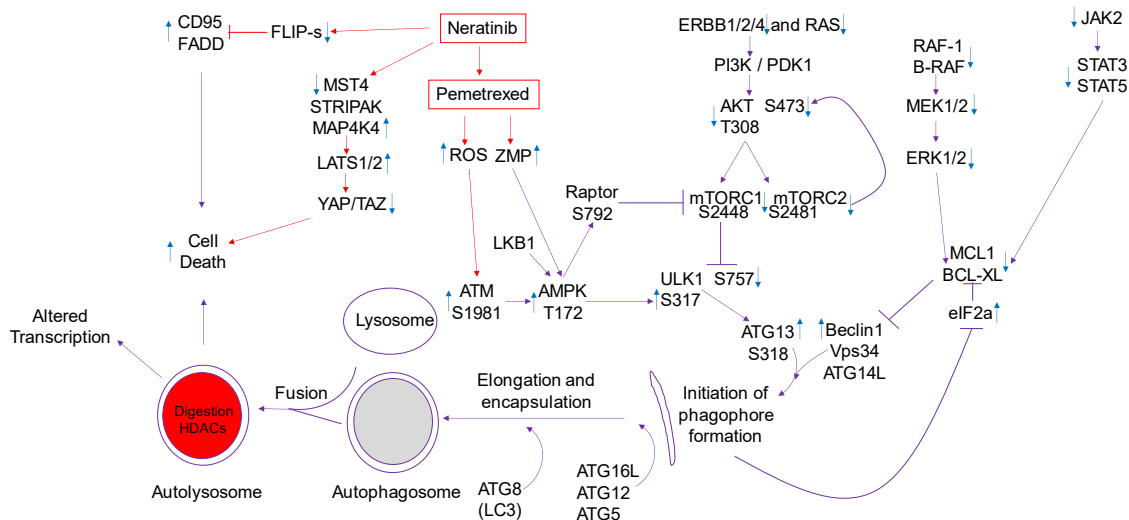 CD95
FADD
FLIP-s
Neratinib
ERBB1/2/4 and RAS
JAK2
PI3K / PDK1
RAF-1
B-RAF
STAT3
STAT5
MST4
STRIPAK
MAP4K4
Pemetrexed
AKT
T308
S473
MEK1/2
LATS1/2
ROS
ZMP
ERK1/2
YAP/TAZ
Raptor
S792
mTORC1
S2448
mTORC2
S2481
Cell
Death
LKB1
MCL1
BCL-XL
ATM
S1981
AMPK
T172
ULK1
S317
S757
eIF2a
Altered
Transcription
Lysosome
ATG13
S318
Beclin1
Vps34
ATG14L
Fusion
Elongation and
encapsulation
Initiation of
phagophore
formation
Digestion
HDACs
Autolysosome
Autophagosome
ATG8
(LC3)
ATG16L
ATG12
ATG5